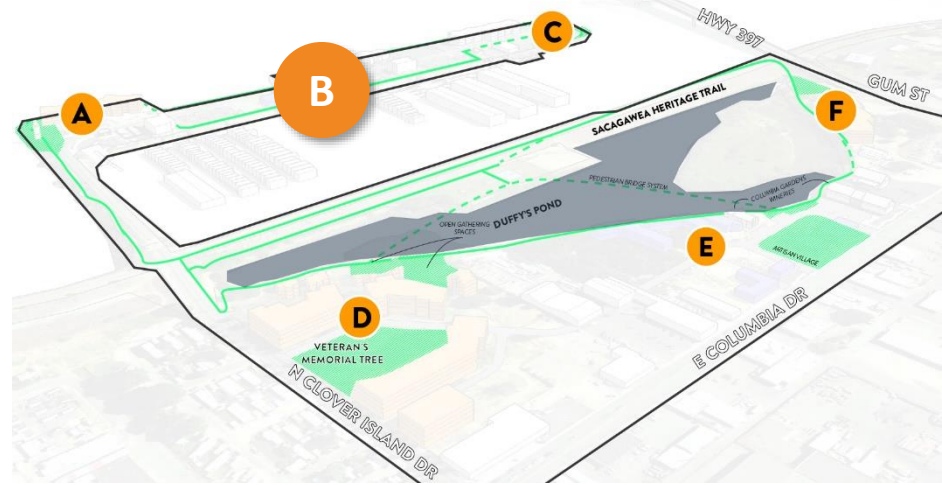 HWY 397
C
GUM ST
B
A
SACAGAWEA HERITAGE TRAIL
F
PEDESTRIAN BRIDGE SYSTEM
COLUMBIA GARDENS
WINERIES
DUFFY'S POND
OPEN GATHERING
SPACES
E
ARTISAN VILLAGE
D
VETERAN'S
MEMORIAL TREE
E COLUMBIA DR
N CLOVER ISLAND DR